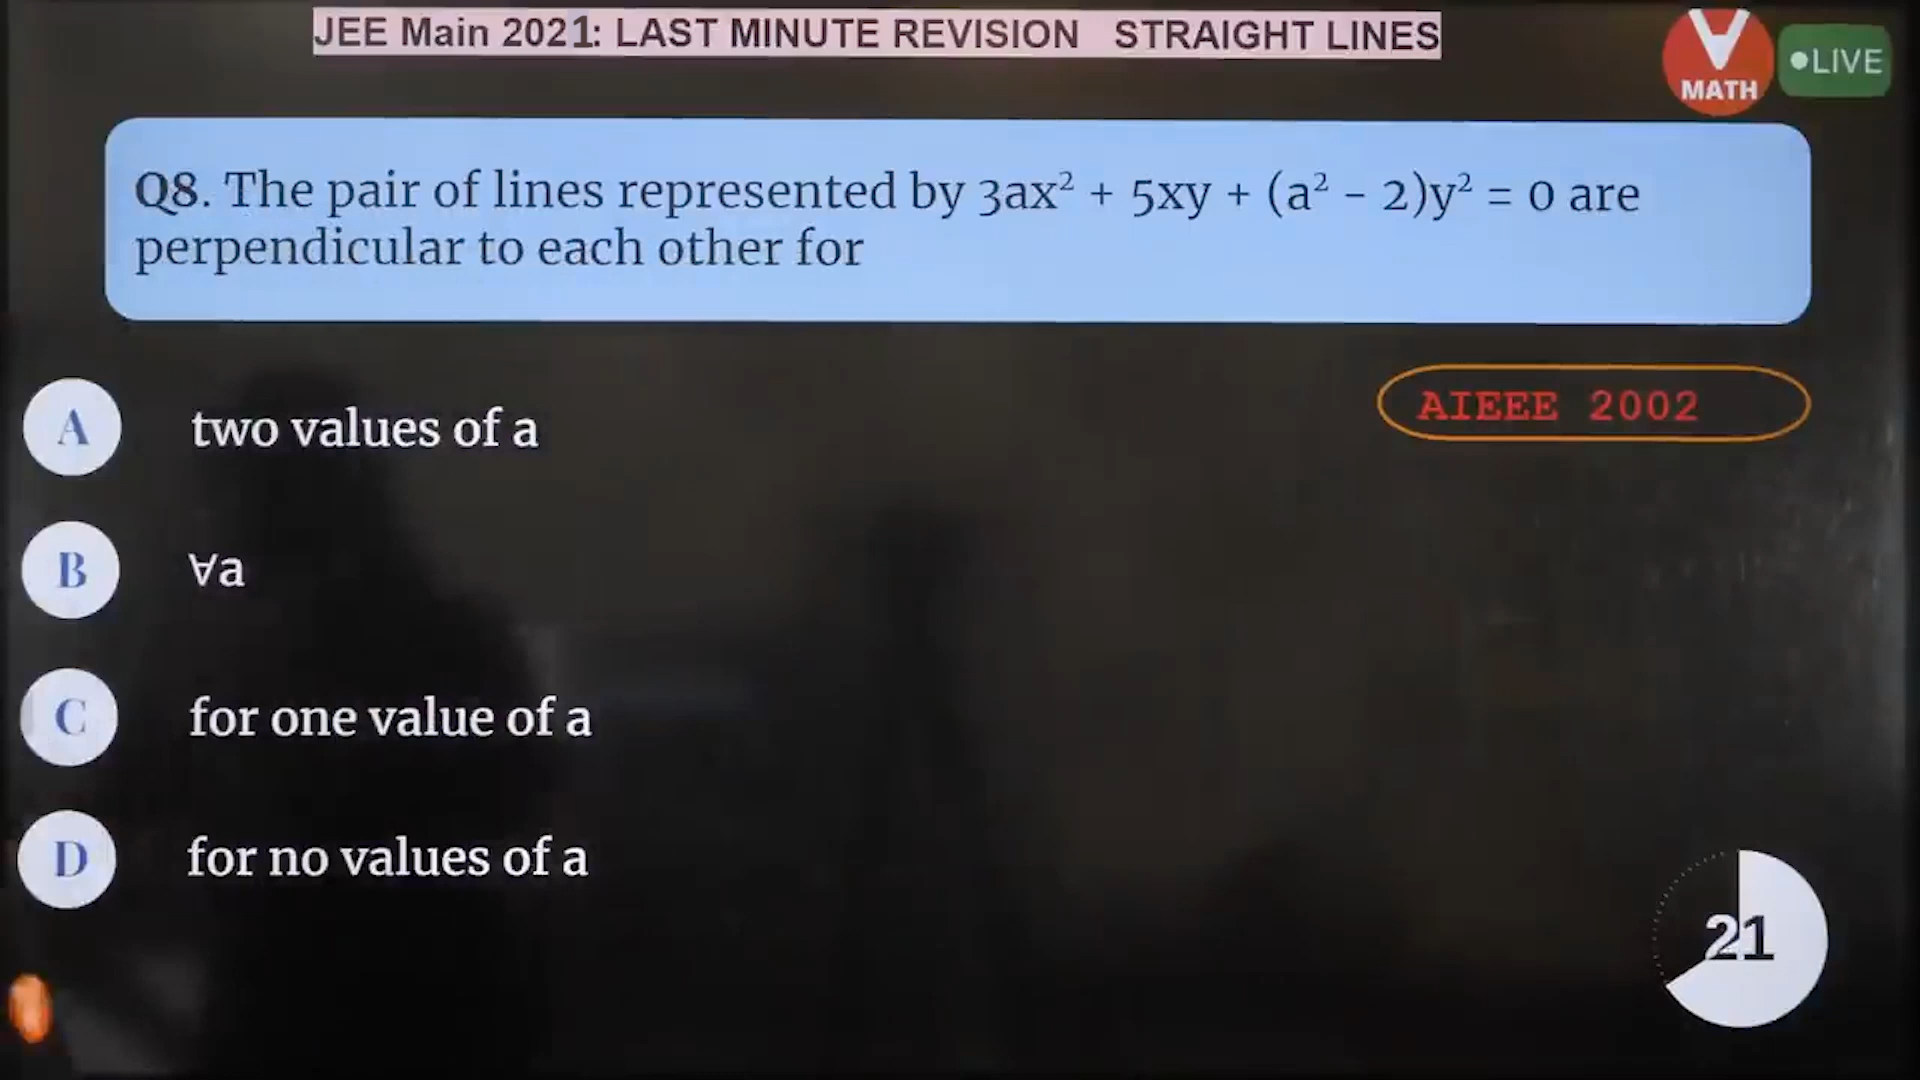 JEE Main 2021: LAST MINUTE REVISION STRAIGHT LINES
MATH
●LIVE
Q8. The pair of lines represented by 3ax² + 5xy + (a² - 2)y² = 0 are
perpendicular to each other for
AIEEE 2002
A two values of a
B ∀a
C for one value of a
D for no values of a
21